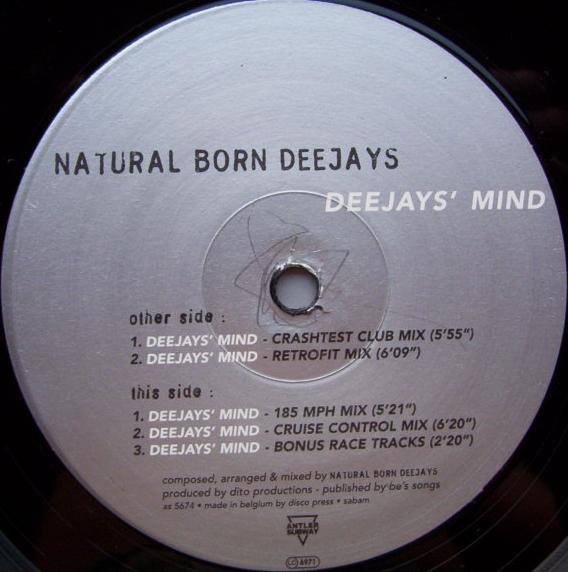 NATURAL BORN DEEJAYS
DEEJAYS' MIND
other side :
1. DEEJAYS' MIND - CRASHTEST CLUB MIX (5'55")
2. DEEJAYS' MIND - RETROFIT MIX (6'09")
this side :
1. DEEJAYS' MIND - 185 MPH MIX (5'21")
2. DEEJAYS' MIND - CRUISE CONTROL MIX (6'20")
3. DEEJAYS' MIND - BONUS RACE TRACKS (2'20")
composed, arranged & mixed by NATURAL BORN DEEJAYS
produced by dito productions - published by be's songs
as 5674 • made in belgium by disco press • sabam
ANTLER
SUBWAY
LC 6971